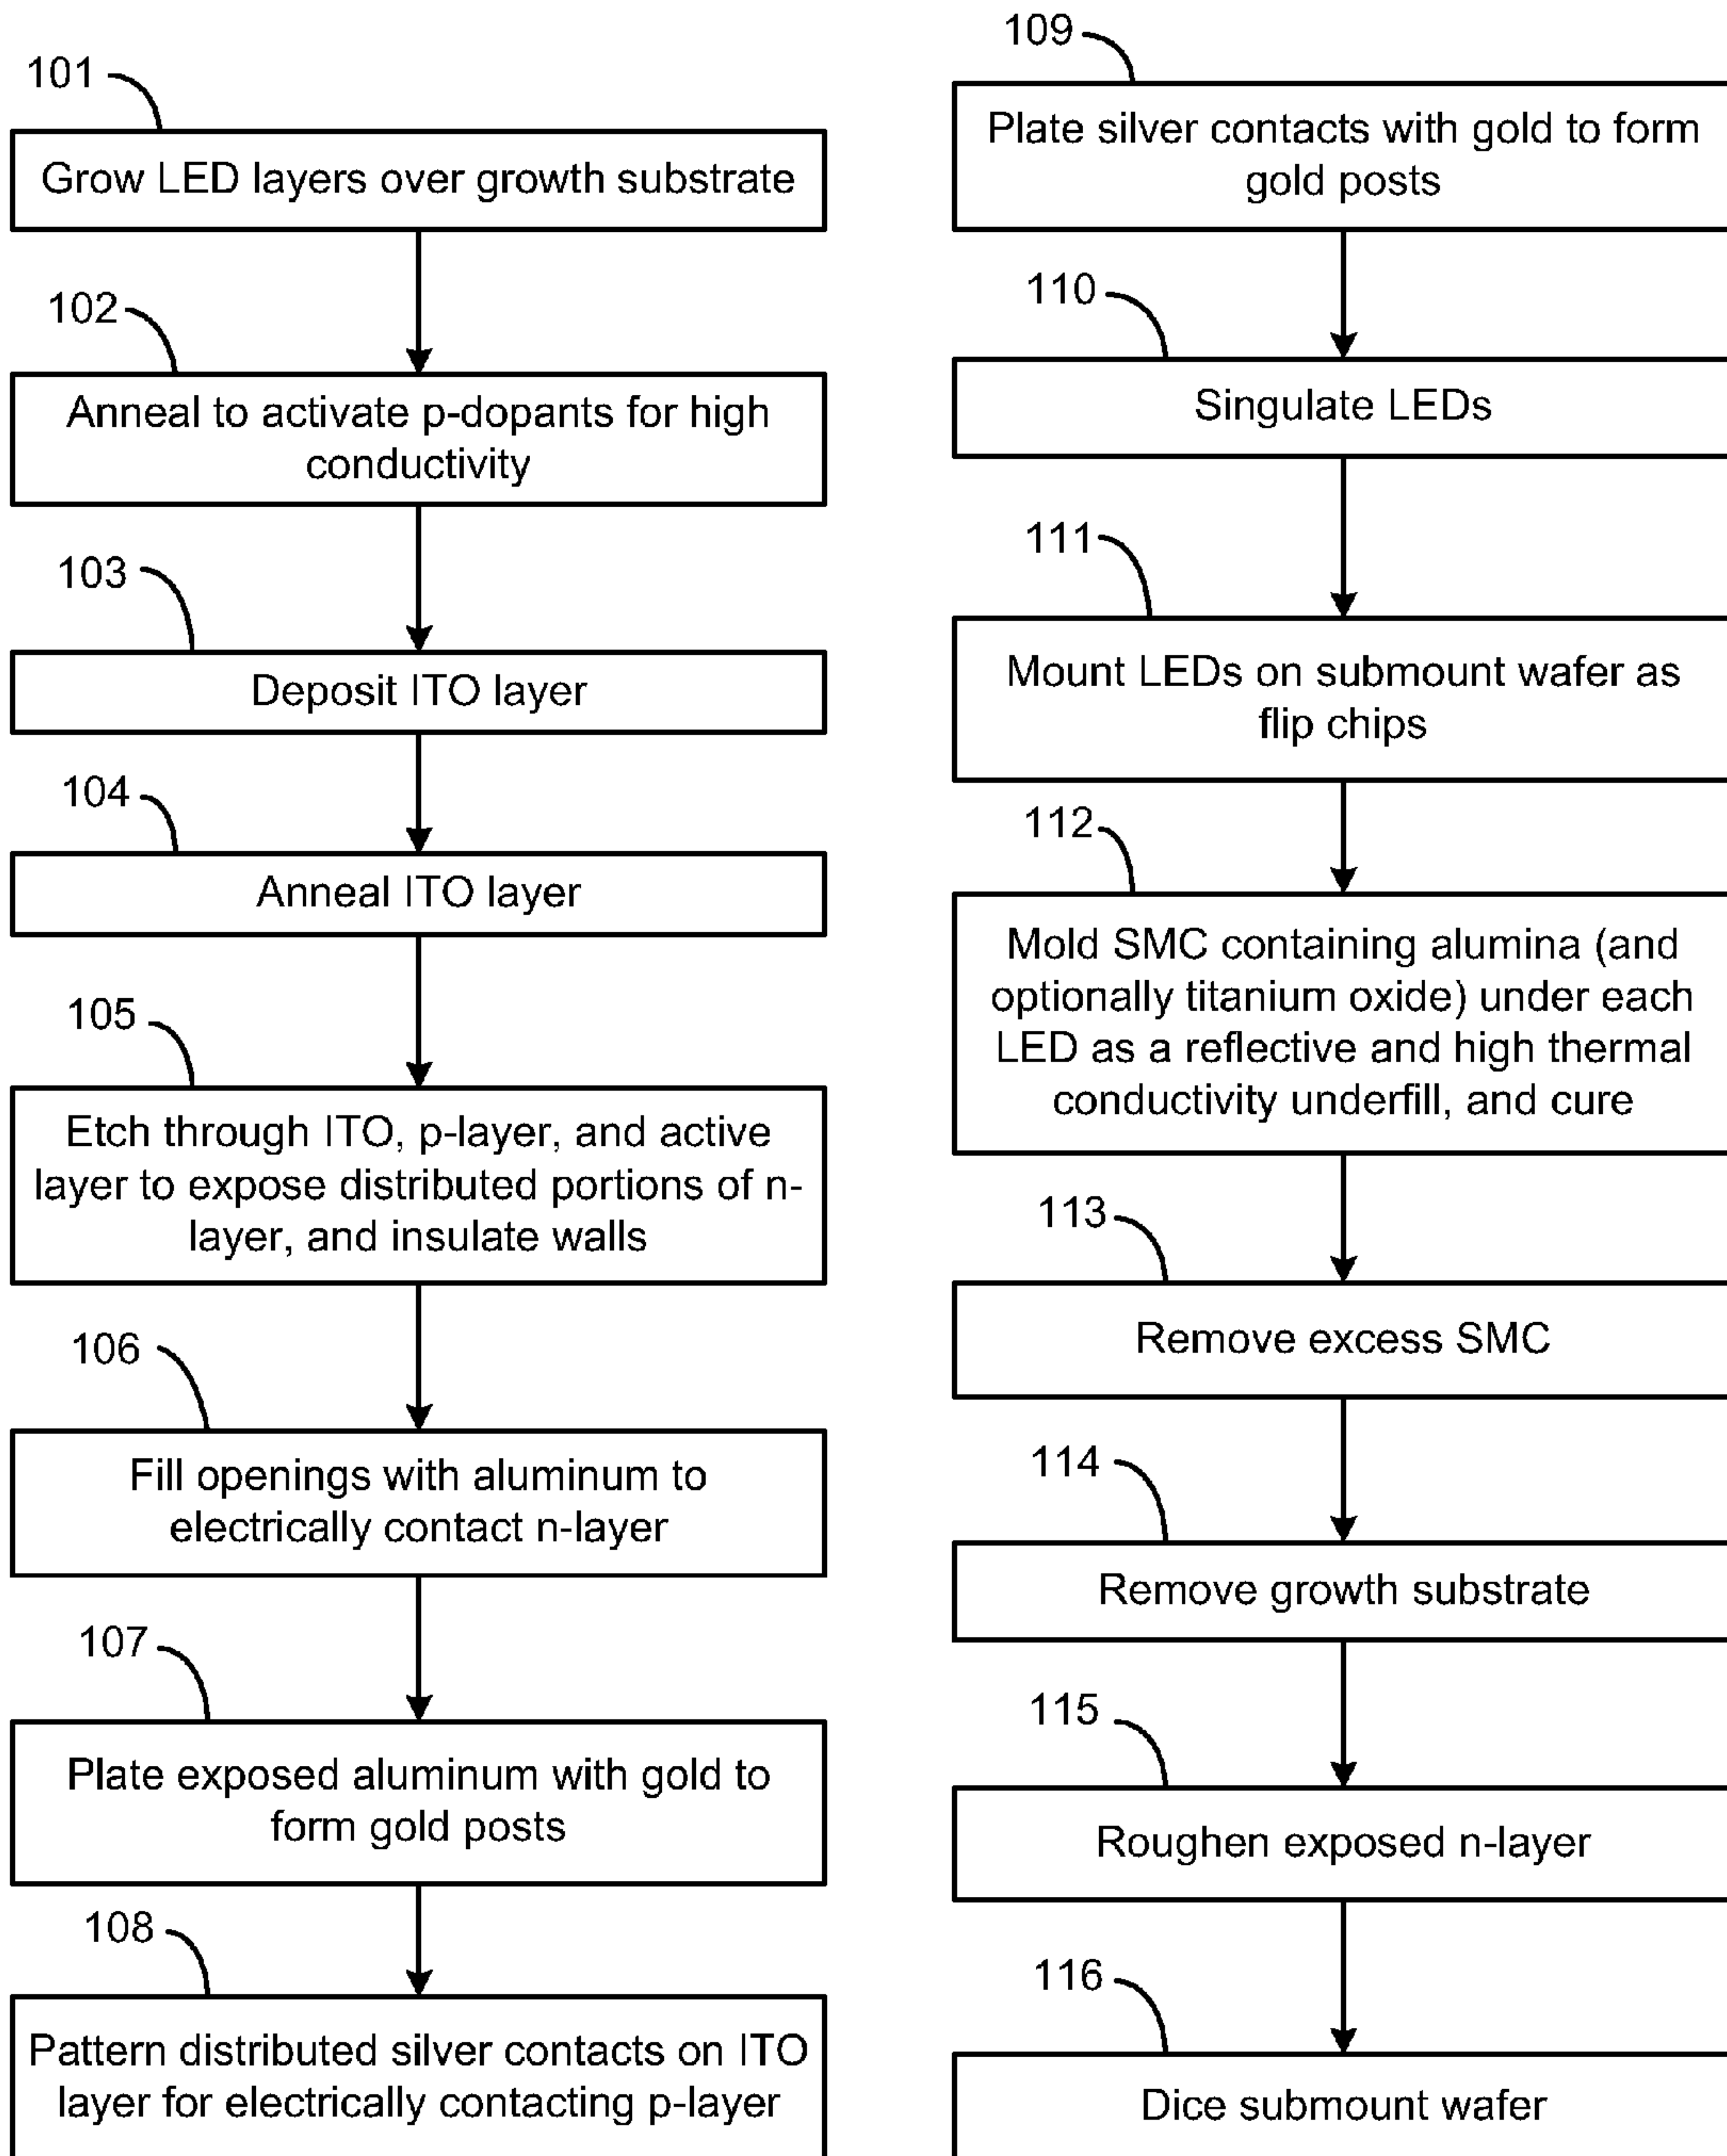 101
Grow LED layers over growth substrate
102
Anneal to activate p-dopants for high
conductivity
103
Deposit ITO layer
104
Anneal ITO layer
105
Etch through ITO, p-layer, and active
layer to expose distributed portions of n-
layer, and insulate walls
106
Fill openings with aluminum to
electrically contact n-layer
107
Plate exposed aluminum with gold to
form gold posts
108
Pattern distributed silver contacts on ITO
layer for electrically contacting p-layer
109
Plate silver contacts with gold to form
gold posts
110
Singulate LEDs
111
Mount LEDs on submount wafer as
flip chips
112
Mold SMC containing alumina (and
optionally titanium oxide) under each
LED as a reflective and high thermal
conductivity underfill, and cure
113
Remove excess SMC
114
Remove growth substrate
115
Roughen exposed n-layer
116
Dice submount wafer